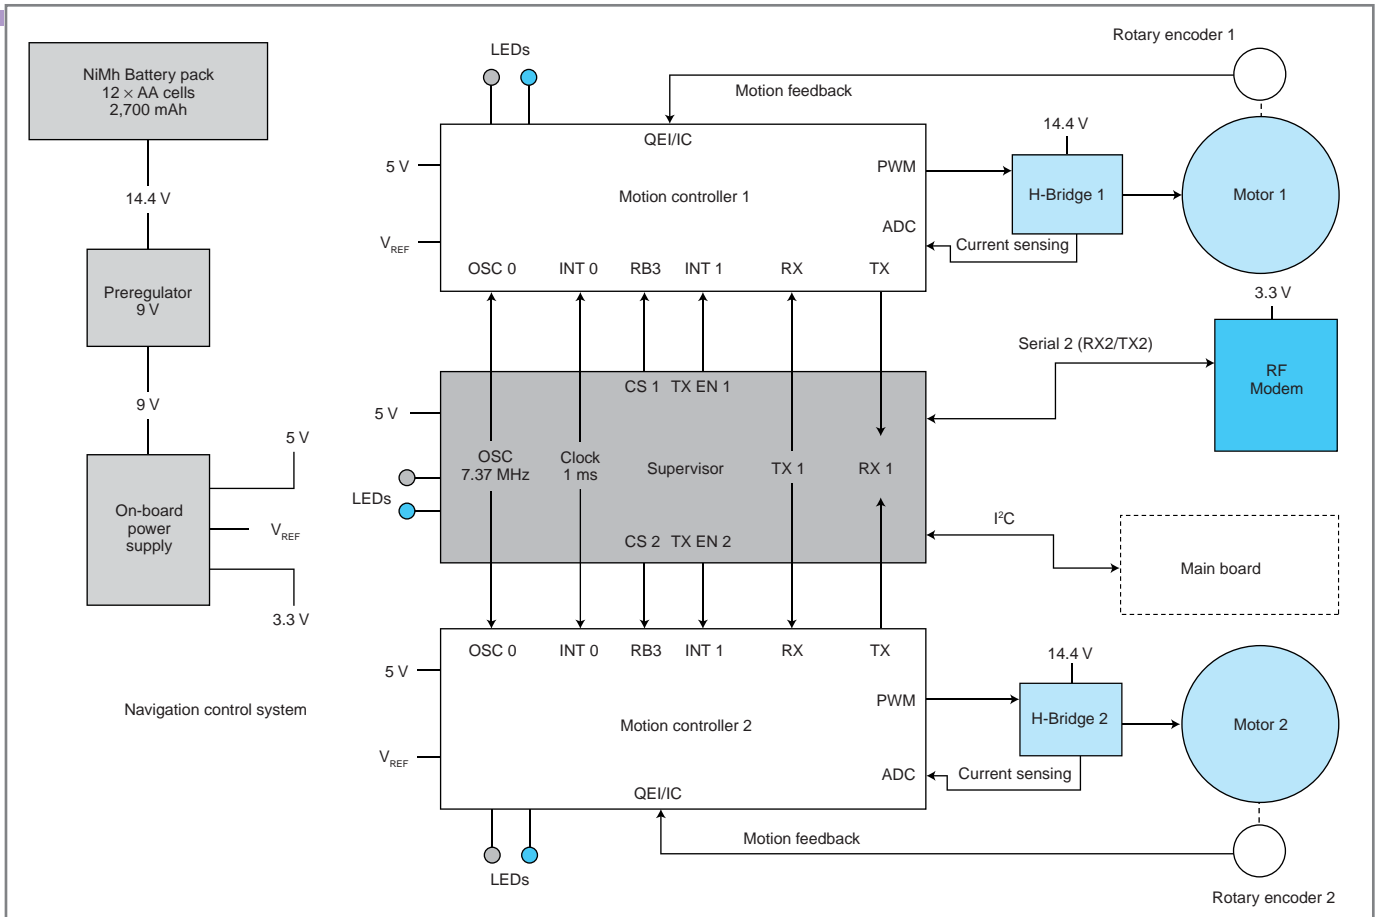 Rotary encoder 1
LEDs
NiMh Battery pack
12 × AA cells
2,700 mAh
Motion feedback
14.4 V
QEI/IC
5 V
PWM
Motion controller 1
H-Bridge 1
Motor 1
14.4 V
ADC
V_REF
Current sensing
OSC 0 INT 0 RB3 INT 1 RX TX
Preregulator
9 V
3.3 V
Serial 2 (RX2/TX2)
RF
Modem
CS 1 TX EN 1
9 V
5 V
5 V
OSC
7.37 MHz
Clock
1 ms
Supervisor
TX 1
RX 1
LEDs
On-board
power
supply
V_REF
I²C
CS 2 TX EN 2
Main board
3.3 V
OSC 0 INT 0 RB3 INT 1 RX TX
14.4 V
5 V
PWM
Navigation control system
Motion controller 2
H-Bridge 2
Motor 2
V_REF
ADC
Current sensing
QEI/IC
Motion feedback
LEDs
Rotary encoder 2